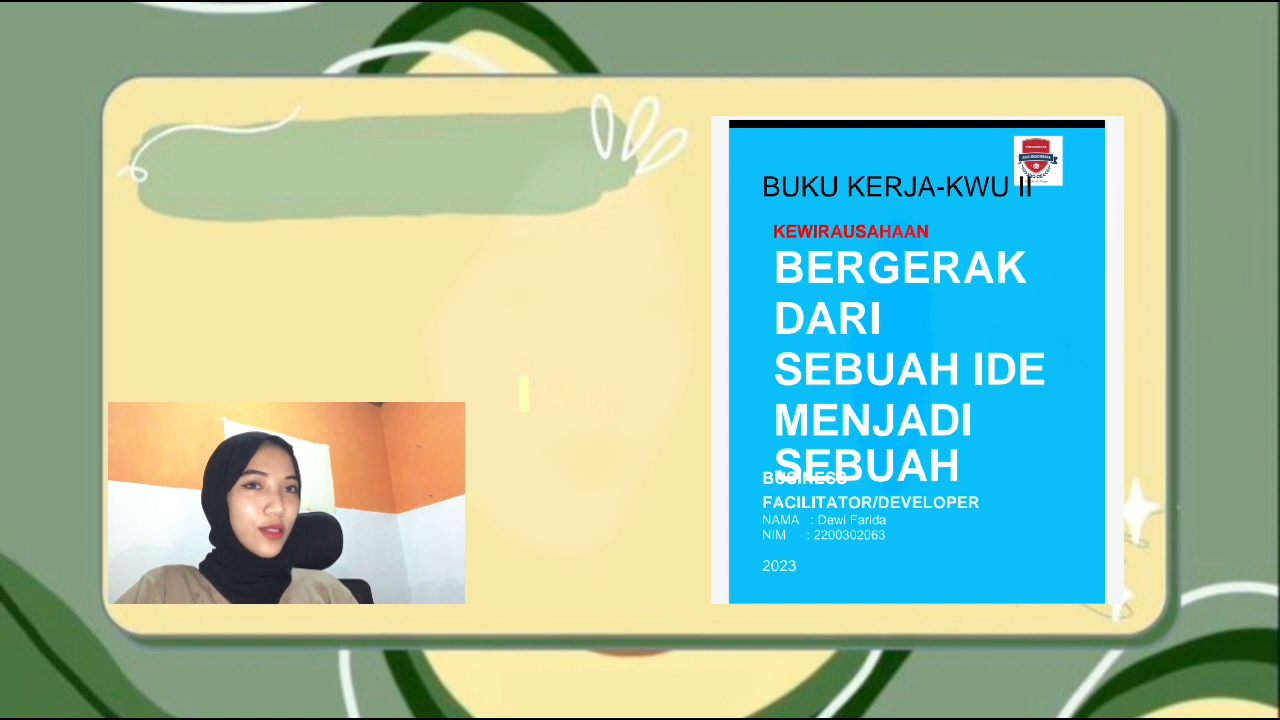 BUKU KERJA-KWU II
KEWIRAUSAHAAN
BERGERAK
DARI
SEBUAH IDE
MENJADI
SEBUAH
BUSINESS
FACILITATOR/DEVELOPER
NAMA : Dewi Farida
NIM : 2200302063
2023